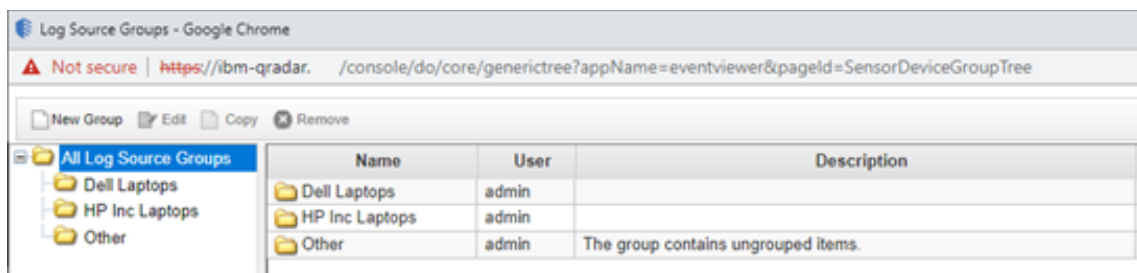 Log Source Groups - Google Chrome
Not secure | https://ibm-qradar. /console/do/core/generictree?appName=eventviewer&pageId=SensorDeviceGroupTree
New Group Edit Copy Remove
All Log Source Groups
Dell Laptops
HP Inc Laptops
Other
Name User Description
Dell Laptops admin
HP Inc Laptops admin
Other admin The group contains ungrouped items.